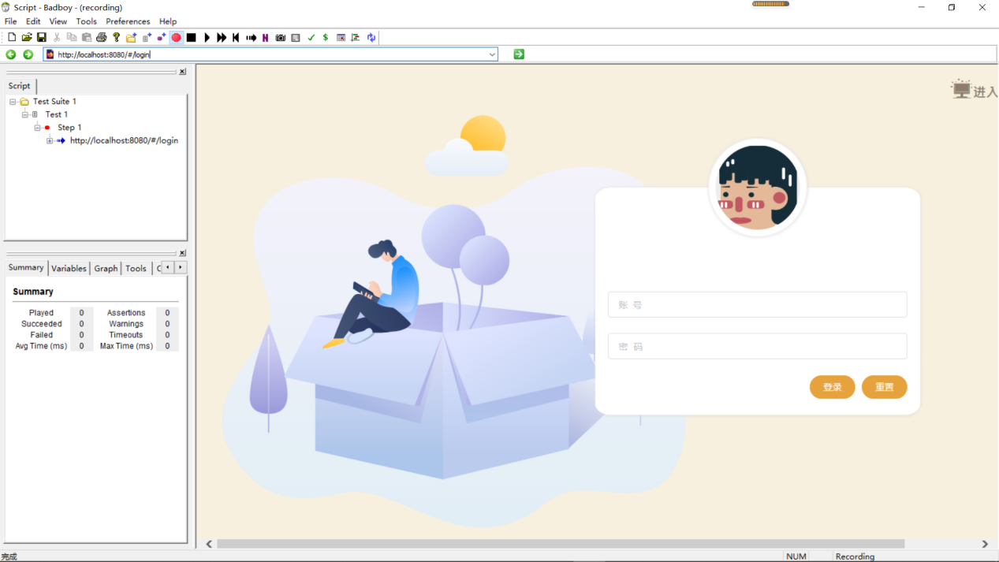 Script - Badboy - (recording)
File Edit View Tools Preferences Help
http://localhost:8080/#/login
Script
Test Suite 1
Test 1
Step 1
http://localhost:8080/#/login
Summary Variables Graph Tools C
Summary
Played 0 Assertions 0
Succeeded 0 Warnings 0
Failed 0 Timeouts 0
Avg Time (ms) 0 Max Time (ms) 0
进入
账 号
密 码
登录 重置
完成 NUM Recording